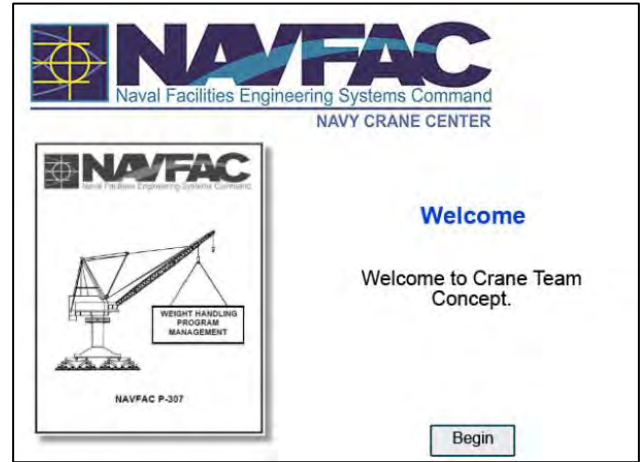 NAVFAC
Naval Facilities Engineering Systems Command
NAVY CRANE CENTER
NAVFAC
Naval Facilities Engineering Systems Command
WEIGHT HANDLING
PROGRAM
MANAGEMENT
NAVFAC P-307
Welcome
Welcome to Crane Team
Concept.
Begin